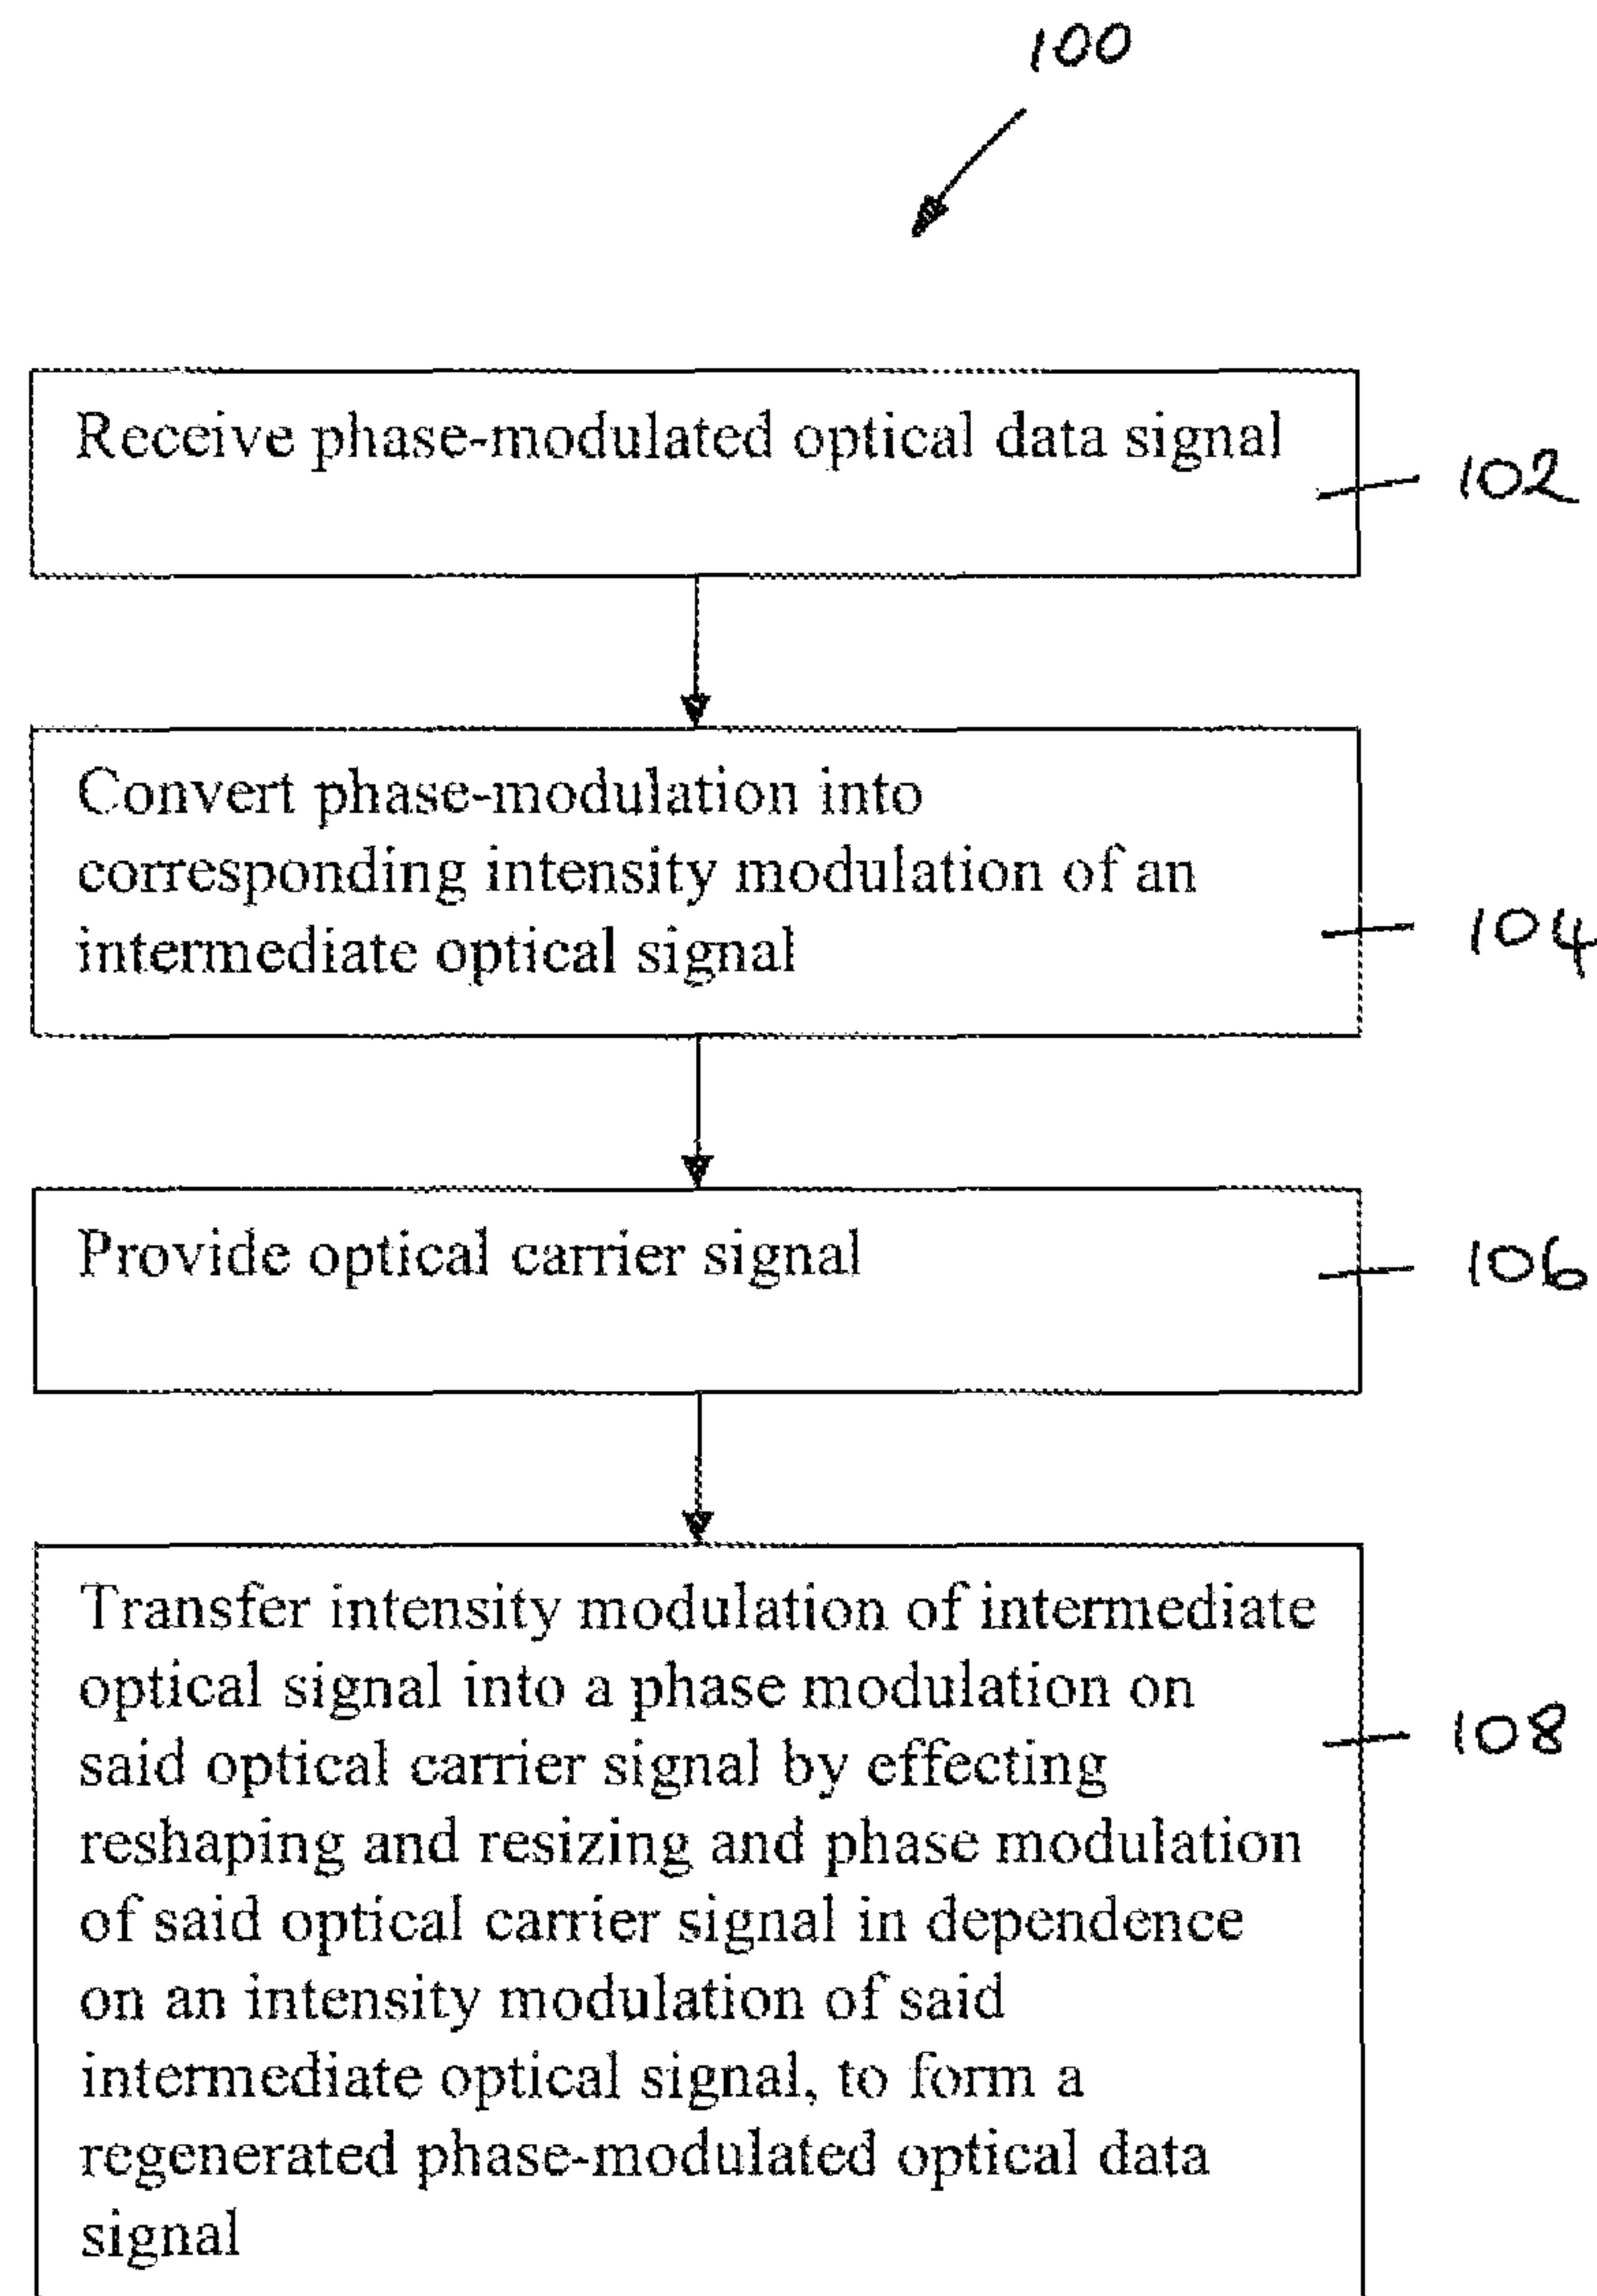 100
Receive phase-modulated optical data signal
102
Convert phase-modulation into
corresponding intensity modulation of an
intermediate optical signal
104
Provide optical carrier signal
106
Transfer intensity modulation of intermediate
optical signal into a phase modulation on
said optical carrier signal by effecting
reshaping and resizing and phase modulation
of said optical carrier signal in dependence
on an intensity modulation of said
intermediate optical signal, to form a
regenerated phase-modulated optical data
signal
108